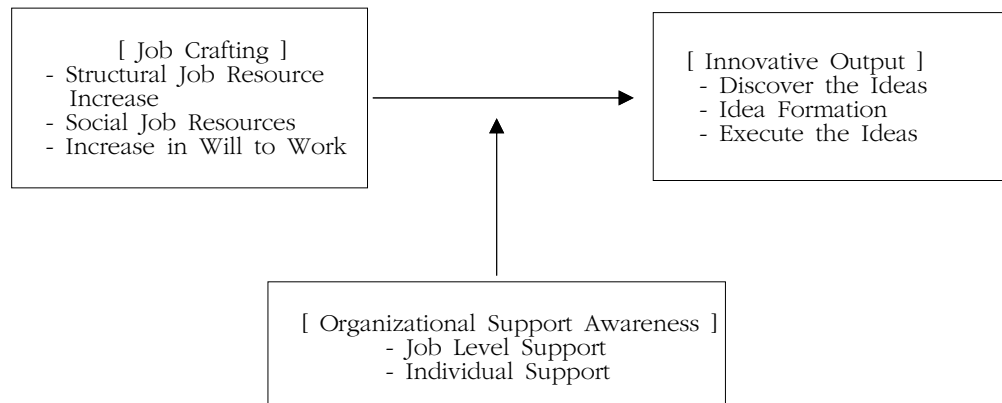 [ Job Crafting ]
- Structural Job Resource
Increase
- Social Job Resources
- Increase in Will to Work
[ Innovative Output ]
- Discover the Ideas
- Idea Formation
- Execute the Ideas
[ Organizational Support Awareness ]
- Job Level Support
- Individual Support